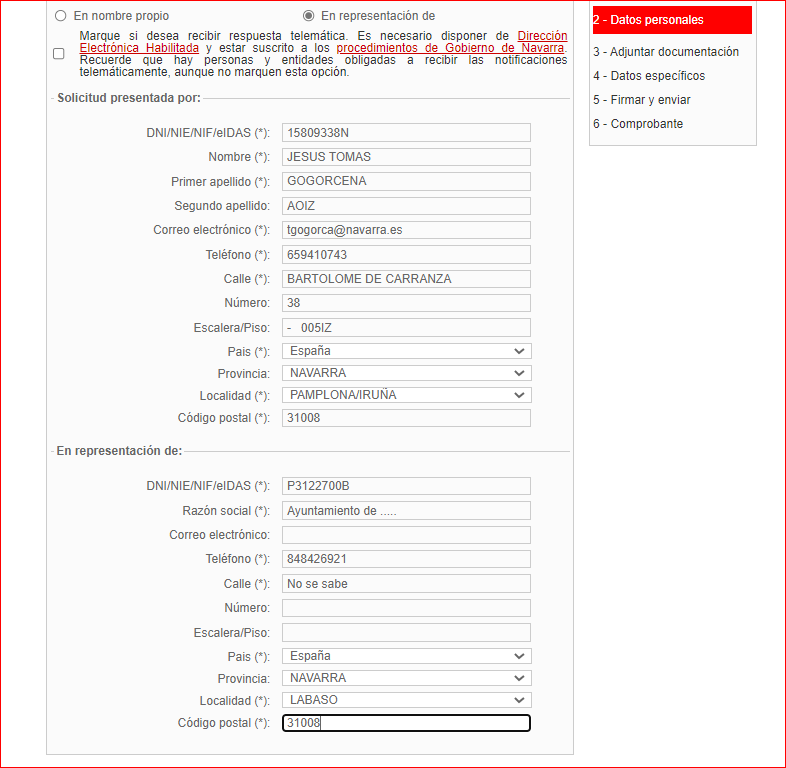 En nombre propio
En representación de
Marque si desea recibir respuesta telemática. Es necesario disponer de Dirección
Electrónica Habilitada y estar suscrito a los procedimientos de Gobierno de Navarra.
Recuerde que hay personas y entidades obligadas a recibir las notificaciones
telemáticamente, aunque no marquen esta opción.
Solicitud presentada por:
DNI/NIE/NIF/eIDAS (*): 15809338N
Nombre (*): JESUS TOMAS
Primer apellido (*): GOGORCENA
Segundo apellido: AOIZ
Correo electrónico (*): tgogorca@navarra.es
Teléfono (*): 659410743
Calle (*): BARTOLOME DE CARRANZA
Número: 38
Escalera/Piso: - 005IZ
Pais (*): España
Provincia: NAVARRA
Localidad (*): PAMPLONA/IRUÑA
Código postal (*): 31008
En representación de:
DNI/NIE/NIF/eIDAS (*): P3122700B
Razón social (*): Ayuntamiento de .....
Correo electrónico:
Teléfono (*): 848426921
Calle (*): No se sabe
Número:
Escalera/Piso:
Pais (*): España
Provincia: NAVARRA
Localidad (*): LABASO
Código postal (*): 31008
2 - Datos personales
3 - Adjuntar documentación
4 - Datos específicos
5 - Firmar y enviar
6 - Comprobante